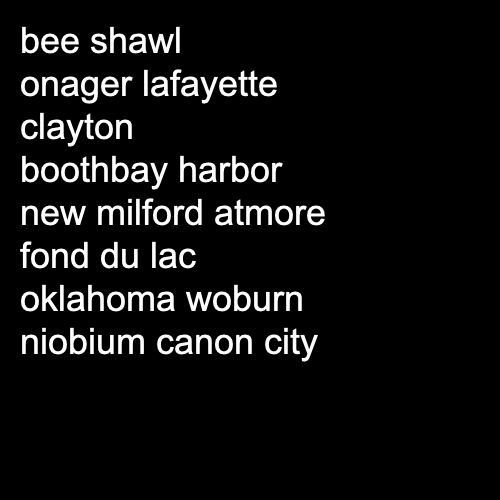 bee shawl
onager lafayette
clayton
boothbay harbor
new milford atmore
fond du lac
oklahoma woburn
niobium canon city